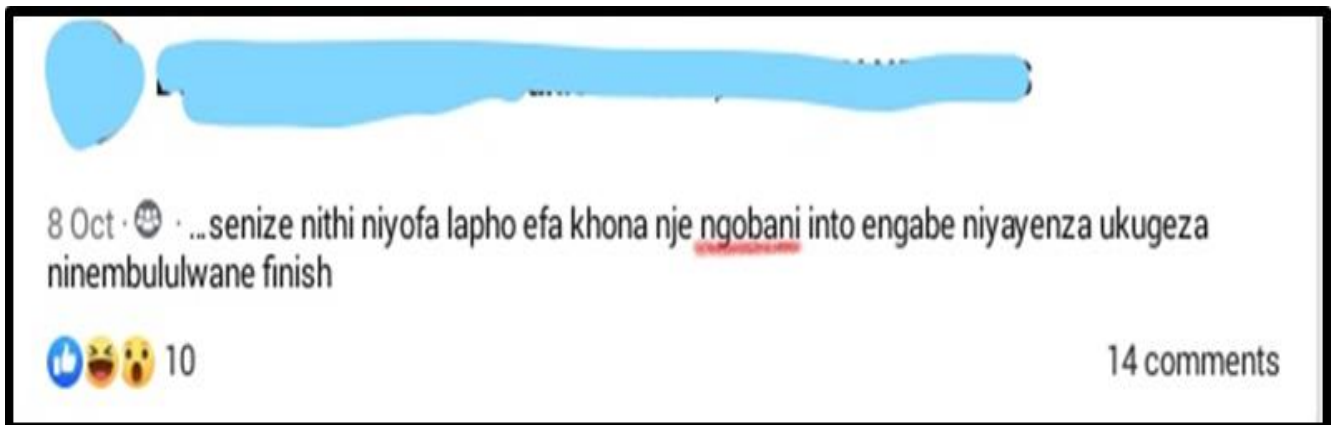 8 Oct · · ...senize nithi niyofa lapho efa khona nje ngobani into engabe niyayenza ukugeza
ninembululwane finish
10
14 comments